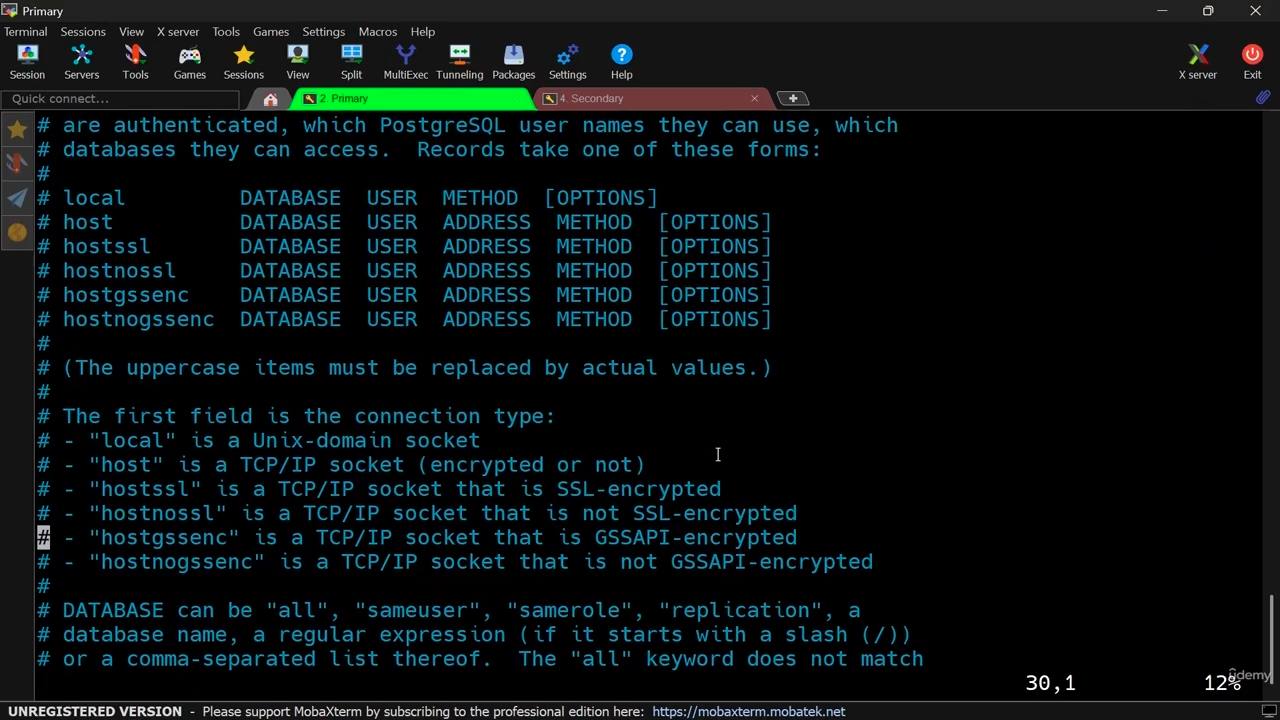 Primary
Terminal Sessions View X server Tools Games Settings Macros Help
Session Servers Tools Games Sessions View Split MultiExec Tunneling Packages Settings Help X server Exit
Quick connect... 2. Primary 4. Secondary
# are authenticated, which PostgreSQL user names they can use, which
# databases they can access.  Records take one of these forms:
#
# local         DATABASE  USER  METHOD  [OPTIONS]
# host          DATABASE  USER  ADDRESS  METHOD  [OPTIONS]
# hostssl       DATABASE  USER  ADDRESS  METHOD  [OPTIONS]
# hostnossl     DATABASE  USER  ADDRESS  METHOD  [OPTIONS]
# hostgssenc    DATABASE  USER  ADDRESS  METHOD  [OPTIONS]
# hostnogssenc  DATABASE  USER  ADDRESS  METHOD  [OPTIONS]
#
# (The uppercase items must be replaced by actual values.)
#
# The first field is the connection type:
# - "local" is a Unix-domain socket
# - "host" is a TCP/IP socket (encrypted or not)
# - "hostssl" is a TCP/IP socket that is SSL-encrypted
# - "hostnossl" is a TCP/IP socket that is not SSL-encrypted
# - "hostgssenc" is a TCP/IP socket that is GSSAPI-encrypted
# - "hostnogssenc" is a TCP/IP socket that is not GSSAPI-encrypted
#
# DATABASE can be "all", "sameuser", "samerole", "replication", a
# database name, a regular expression (if it starts with a slash (/))
# or a comma-separated list thereof.  The "all" keyword does not match
30,1 12%
udemy
UNREGISTERED VERSION - Please support MobaXterm by subscribing to the professional edition here: https://mobaxterm.mobatek.net